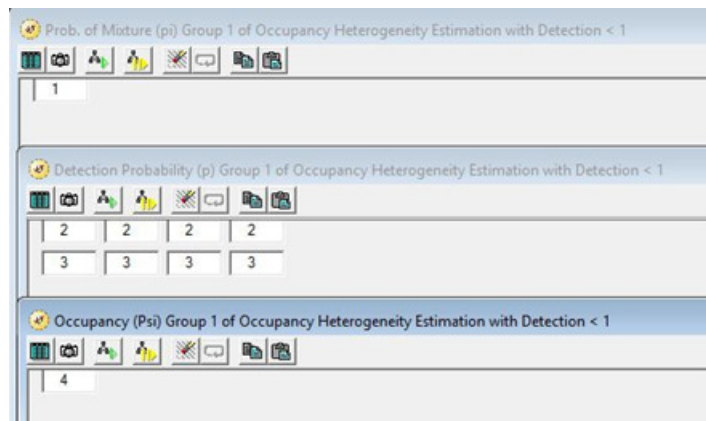 Prob. of Mixture (pi) Group 1 of Occupancy Heterogeneity Estimation with Detection < 1
1
Detection Probability (p) Group 1 of Occupancy Heterogeneity Estimation with Detection < 1
2 2 2 2
3 3 3 3
Occupancy (Psi) Group 1 of Occupancy Heterogeneity Estimation with Detection < 1
4